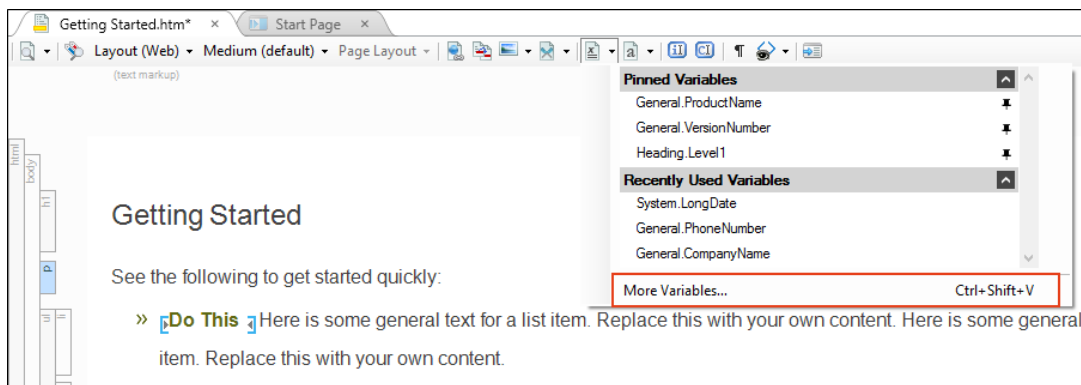 Getting Started.htm* × Start Page ×
Layout (Web) Medium (default) Page Layout x a iI CI ¶
(text markup)
Pinned Variables
General.ProductName
General.VersionNumber
Heading.Level1
Recently Used Variables
System.LongDate
General.PhoneNumber
General.CompanyName
More Variables... Ctrl+Shift+V
html
body
h1
p
Getting Started
See the following to get started quickly:
» Do This Here is some general text for a list item. Replace this with your own content. Here is some general
item. Replace this with your own content.